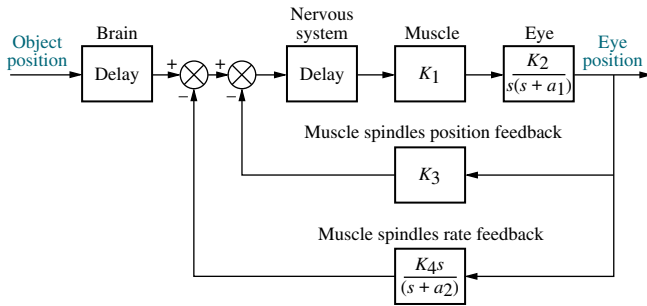 Object
position
Brain
Delay
+
−
+
−
Nervous
system
Delay
Muscle
K1
Eye
K2
s(s + a1)
Eye
position
Muscle spindles position feedback
K3
Muscle spindles rate feedback
K4s
(s + a2)